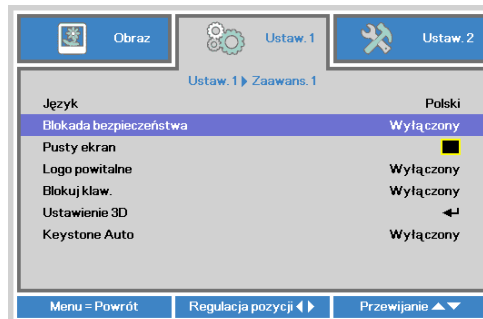 Obraz
Ustaw. 1
Ustaw. 2
Ustaw. 1 Zaawans. 1
Język Polski
Blokada bezpieczeństwa Wyłączony
Pusty ekran
Logo powitalne Wyłączony
Blokuj klaw. Wyłączony
Ustawienie 3D
Keystone Auto Wyłączony
Menu = Powrót
Regulacja pozycji
Przewijanie